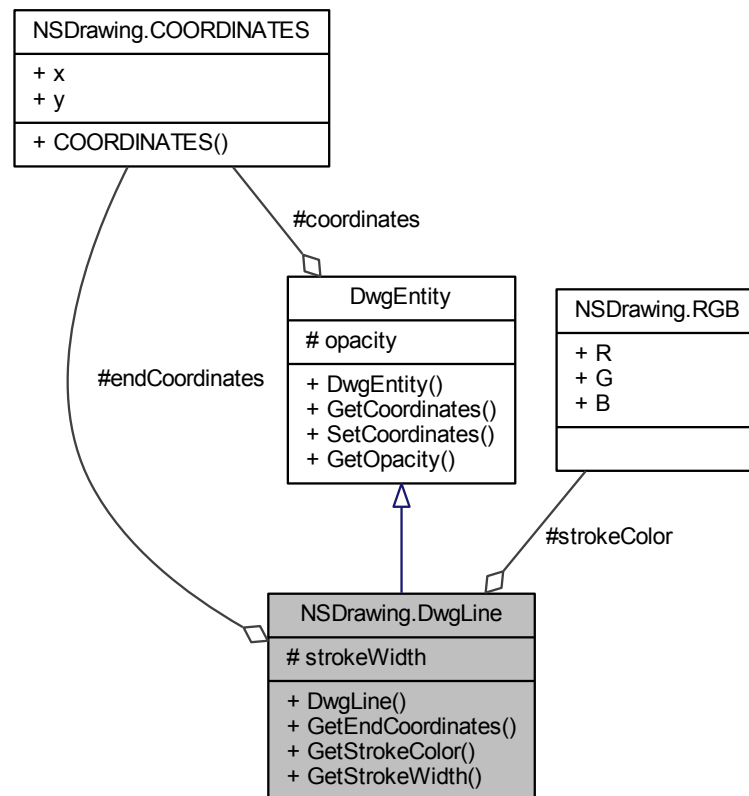 NSDrawing.COORDINATES
+ x
+ y
+ COORDINATES()
#coordinates
DwgEntity
# opacity
+ DwgEntity()
+ GetCoordinates()
+ SetCoordinates()
+ GetOpacity()
NSDrawing.RGB
+ R
+ G
+ B
#endCoordinates
#strokeColor
NSDrawing.DwgLine
# strokeWidth
+ DwgLine()
+ GetEndCoordinates()
+ GetStrokeColor()
+ GetStrokeWidth()